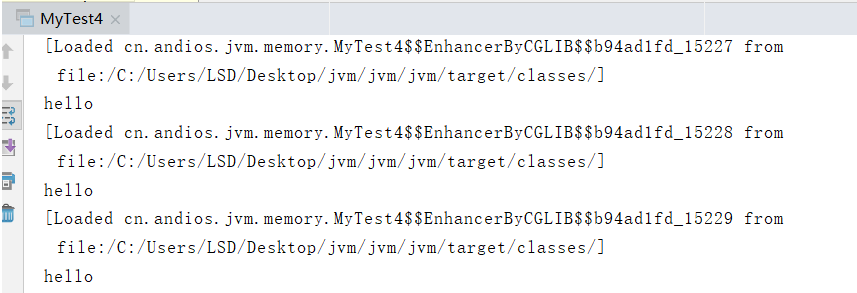 MyTest4
[Loaded cn.andios.jvm.memory.MyTest4$$EnhancerByCGLIB$$b94ad1fd_15227 from
file:/C:/Users/LSD/Desktop/jvm/jvm/jvm/target/classes/]
hello
[Loaded cn.andios.jvm.memory.MyTest4$$EnhancerByCGLIB$$b94ad1fd_15228 from
file:/C:/Users/LSD/Desktop/jvm/jvm/jvm/target/classes/]
hello
[Loaded cn.andios.jvm.memory.MyTest4$$EnhancerByCGLIB$$b94ad1fd_15229 from
file:/C:/Users/LSD/Desktop/jvm/jvm/jvm/target/classes/]
hello